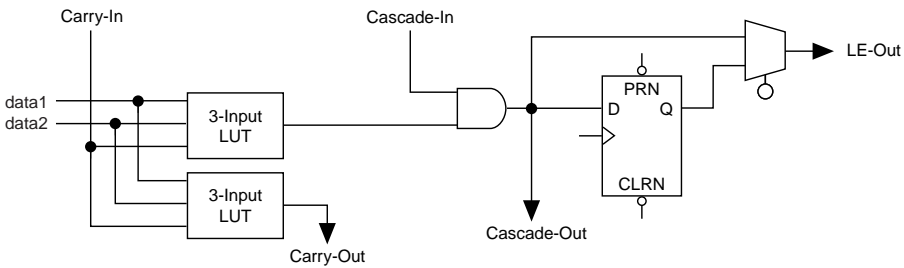 Carry-In
Cascade-In
LE-Out
data1
data2
3-Input
LUT
PRN
D Q
CLRN
3-Input
LUT
Cascade-Out
Carry-Out